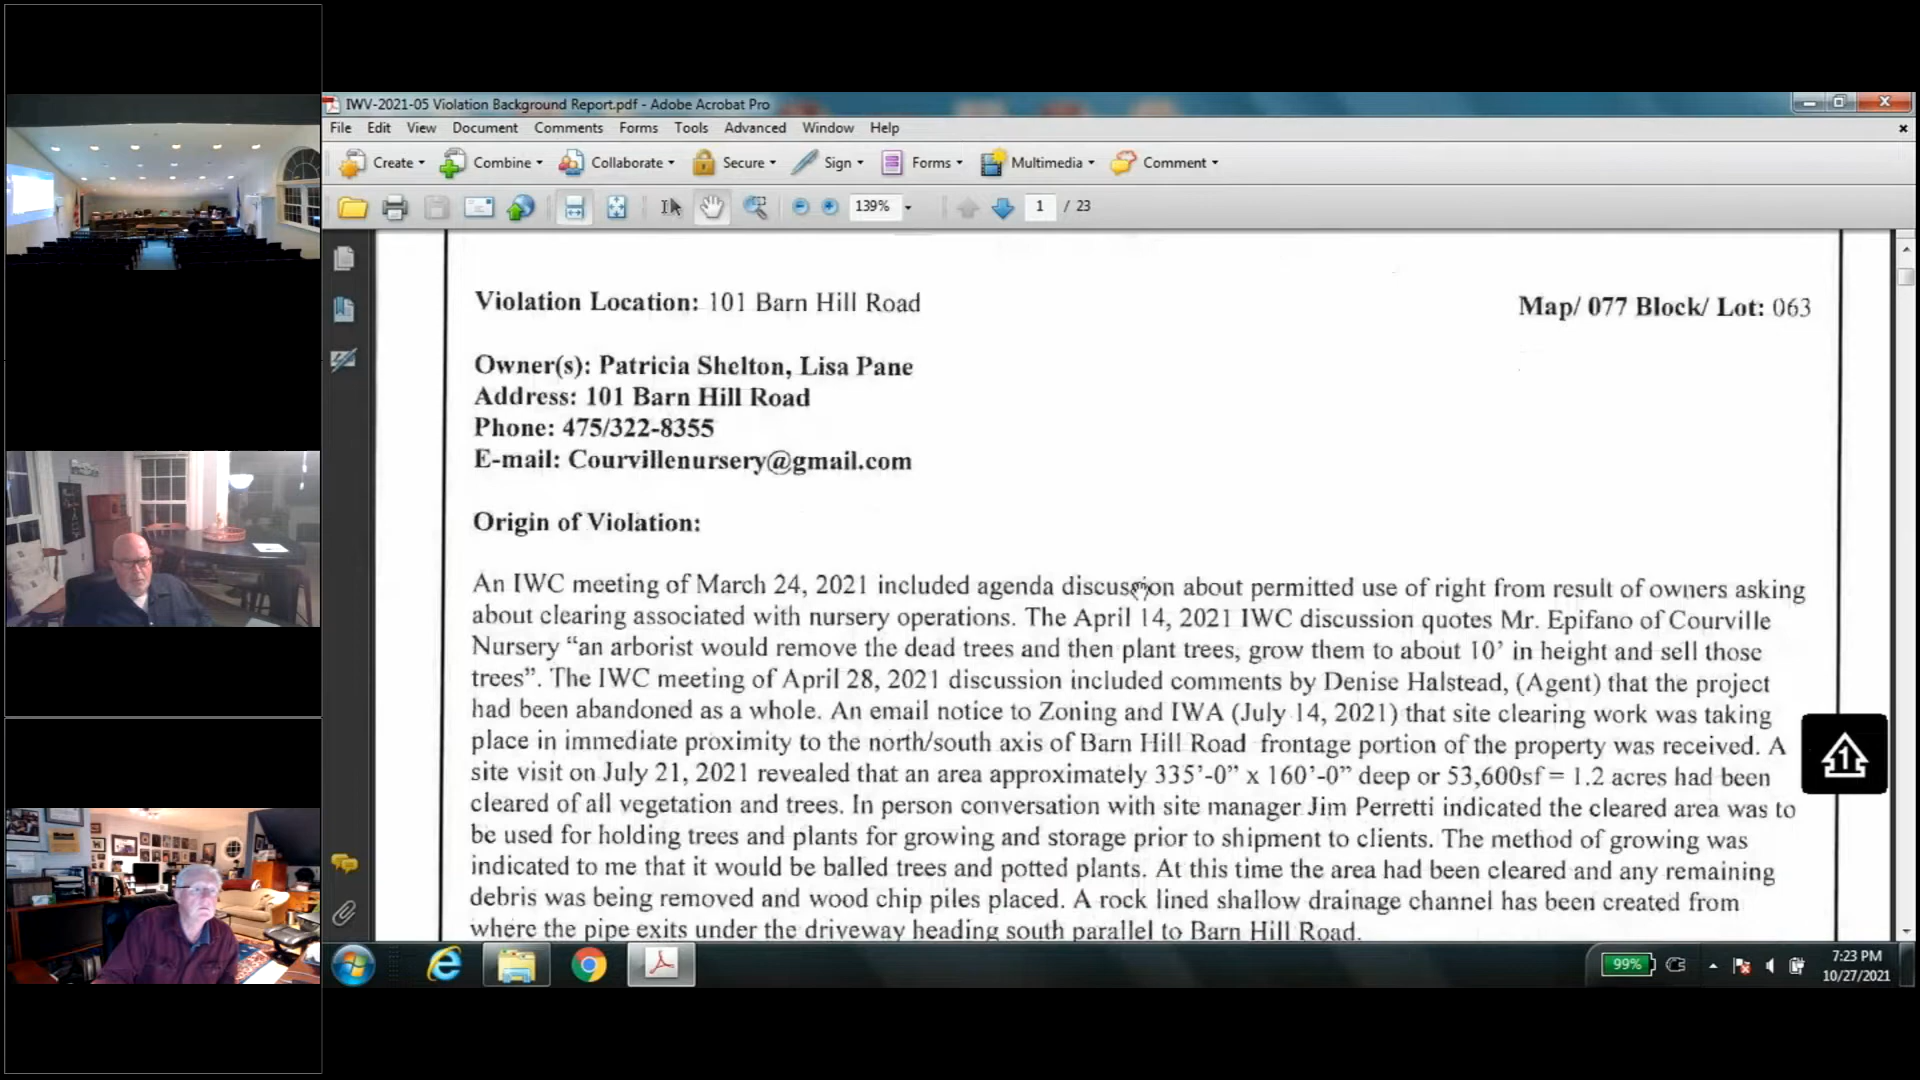 IWV-2021-05 Violation Background Report.pdf - Adobe Acrobat Pro
File Edit View Document Comments Forms Tools Advanced Window Help
Create Combine Collaborate Secure Sign Forms Multimedia Comment
139% 1 / 23
Violation Location: 101 Barn Hill Road
Map/ 077 Block/ Lot: 063
Owner(s): Patricia Shelton, Lisa Pane
Address: 101 Barn Hill Road
Phone: 475/322-8355
E-mail: Courvillenursery@gmail.com
Origin of Violation:
An IWC meeting of March 24, 2021 included agenda discussion about permitted use of right from result of owners asking
about clearing associated with nursery operations. The April 14, 2021 IWC discussion quotes Mr. Epifano of Courville
Nursery “an arborist would remove the dead trees and then plant trees, grow them to about 10’ in height and sell those
trees”. The IWC meeting of April 28, 2021 discussion included comments by Denise Halstead, (Agent) that the project
had been abandoned as a whole. An email notice to Zoning and IWA (July 14, 2021) that site clearing work was taking
place in immediate proximity to the north/south axis of Barn Hill Road frontage portion of the property was received. A
site visit on July 21, 2021 revealed that an area approximately 335’-0” x 160’-0” deep or 53,600sf = 1.2 acres had been
cleared of all vegetation and trees. In person conversation with site manager Jim Perretti indicated the cleared area was to
be used for holding trees and plants for growing and storage prior to shipment to clients. The method of growing was
indicated to me that it would be balled trees and potted plants. At this time the area had been cleared and any remaining
debris was being removed and wood chip piles placed. A rock lined shallow drainage channel has been created from
where the pipe exits under the driveway heading south parallel to Barn Hill Road.
1
99%
7:23 PM
10/27/2021